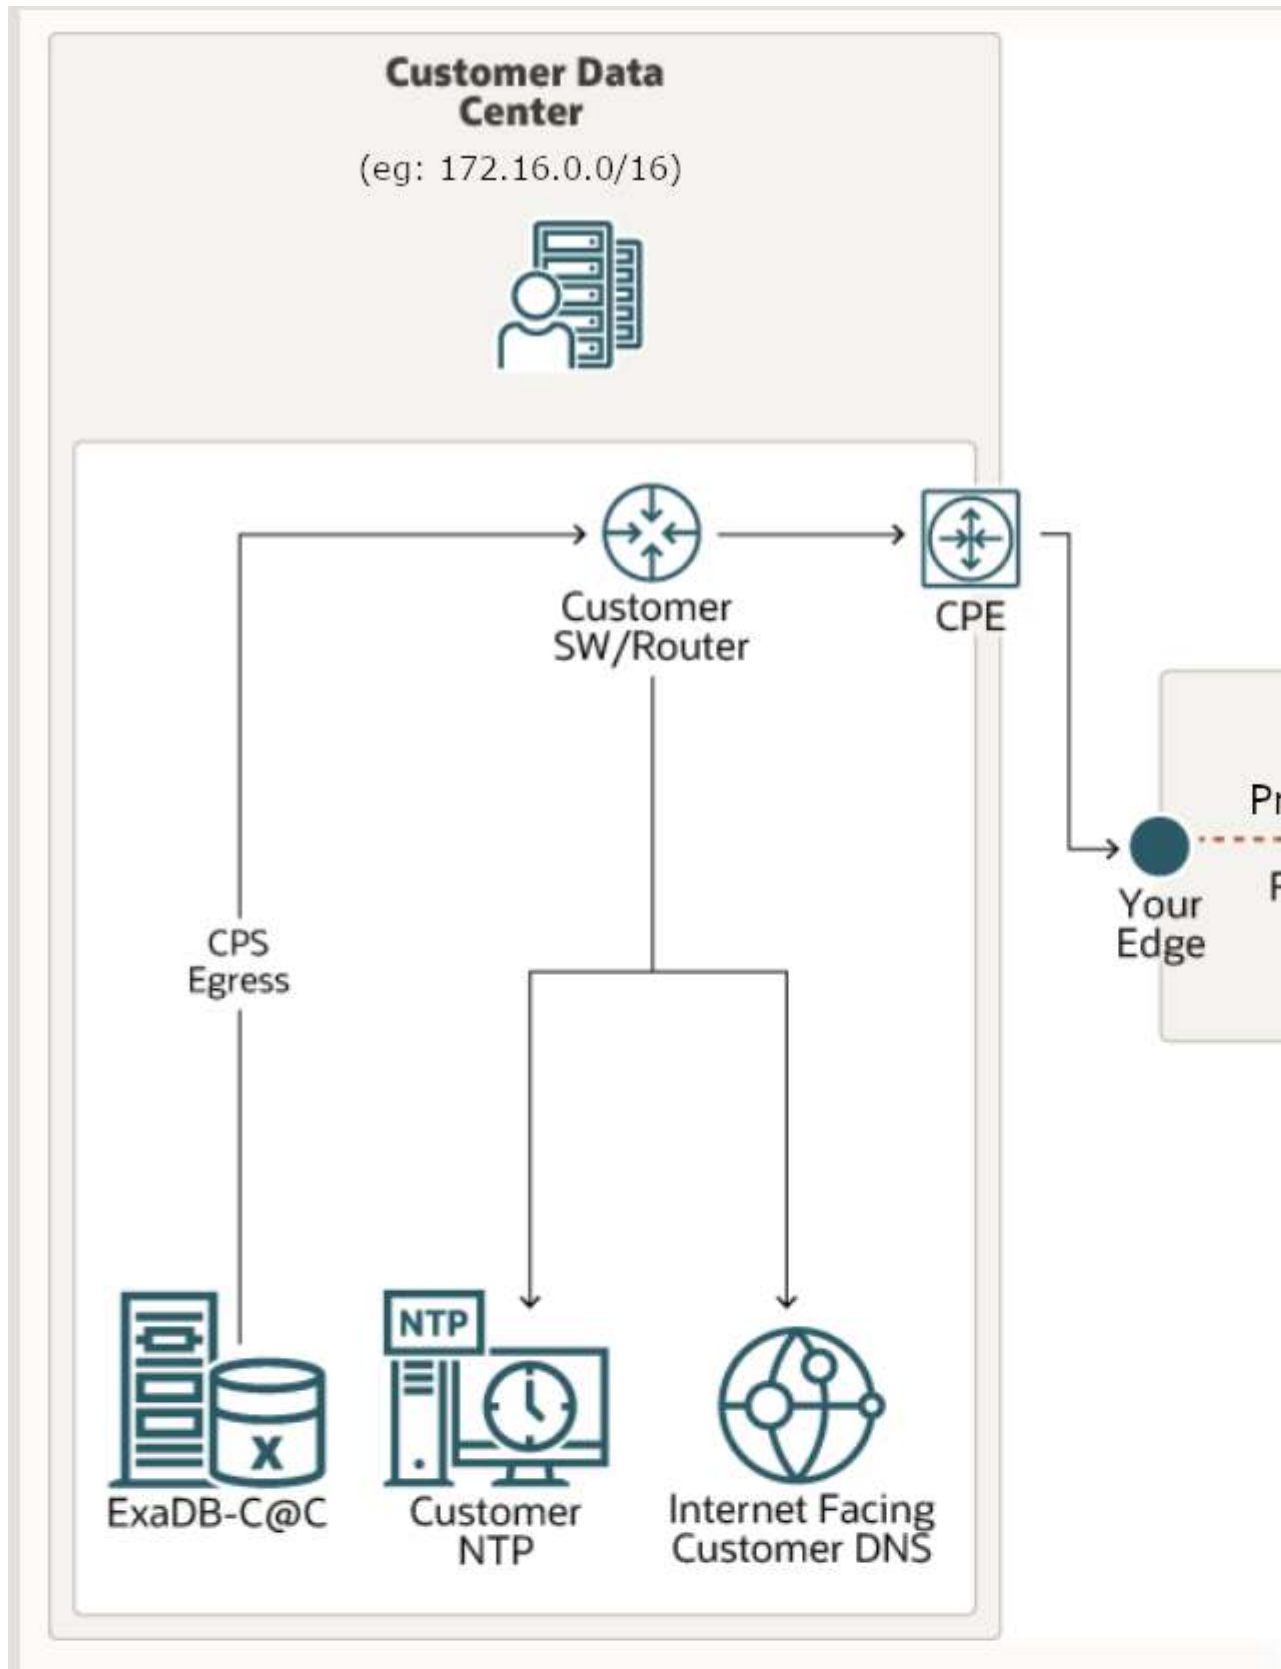 Customer Data
Center
(eg: 172.16.0.0/16)
Customer
SW/Router
CPE
Your
Edge
CPS
Egress
NTP
X
ExaDB-C@C
Customer
NTP
Internet Facing
Customer DNS